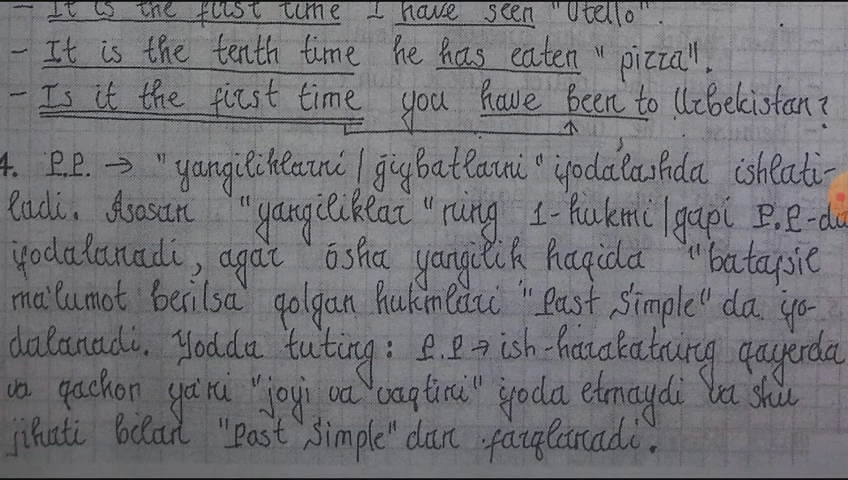 - It is the first time I have seen "Otello".
- It is the tenth time he has eaten "pizza".
- Is it the first time you have been to Uzbekistan?
4. P.P. → "yangiliklarni / g̃iybatlarni" ifodalashda ishlati-
ladi. Asosan "yangiliklar"ning 1-hukmi/gapi P.P-da
ifodalanadi, agar õsha yangilik haqida "batafsil
ma'lumot berilsa qolgan hukmlari "Past Simple" da ifo-
dalanadi. Yodda tuting: P.P → ish-harakatning qayerda
va qachon ya'ni "joyi va vaqtini" ifoda etmaydi va shu
jihati bilan "Past Simple" dan farqlanadi.